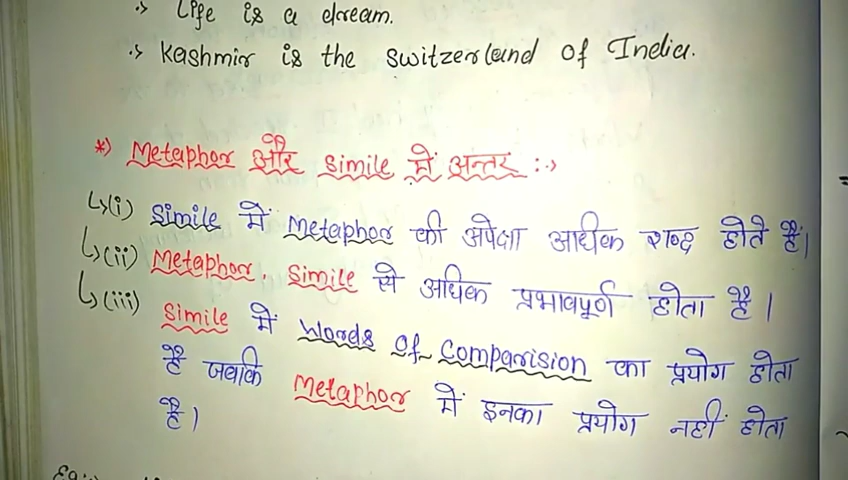 :> Life is a dream.
:> Kashmir is the switzerland of India.
*) Metaphor और Simile में अन्तर :->
↳(i) Simile में Metaphor की अपेक्षा अधिक शब्द होते हैं।
↳(ii) Metaphor, Simile से अधिक प्रभावपूर्ण होता है।
↳(iii) Simile में Words of Comparision का प्रयोग होता
है जबकि Metaphor में इनका प्रयोग नहीं होता
है।